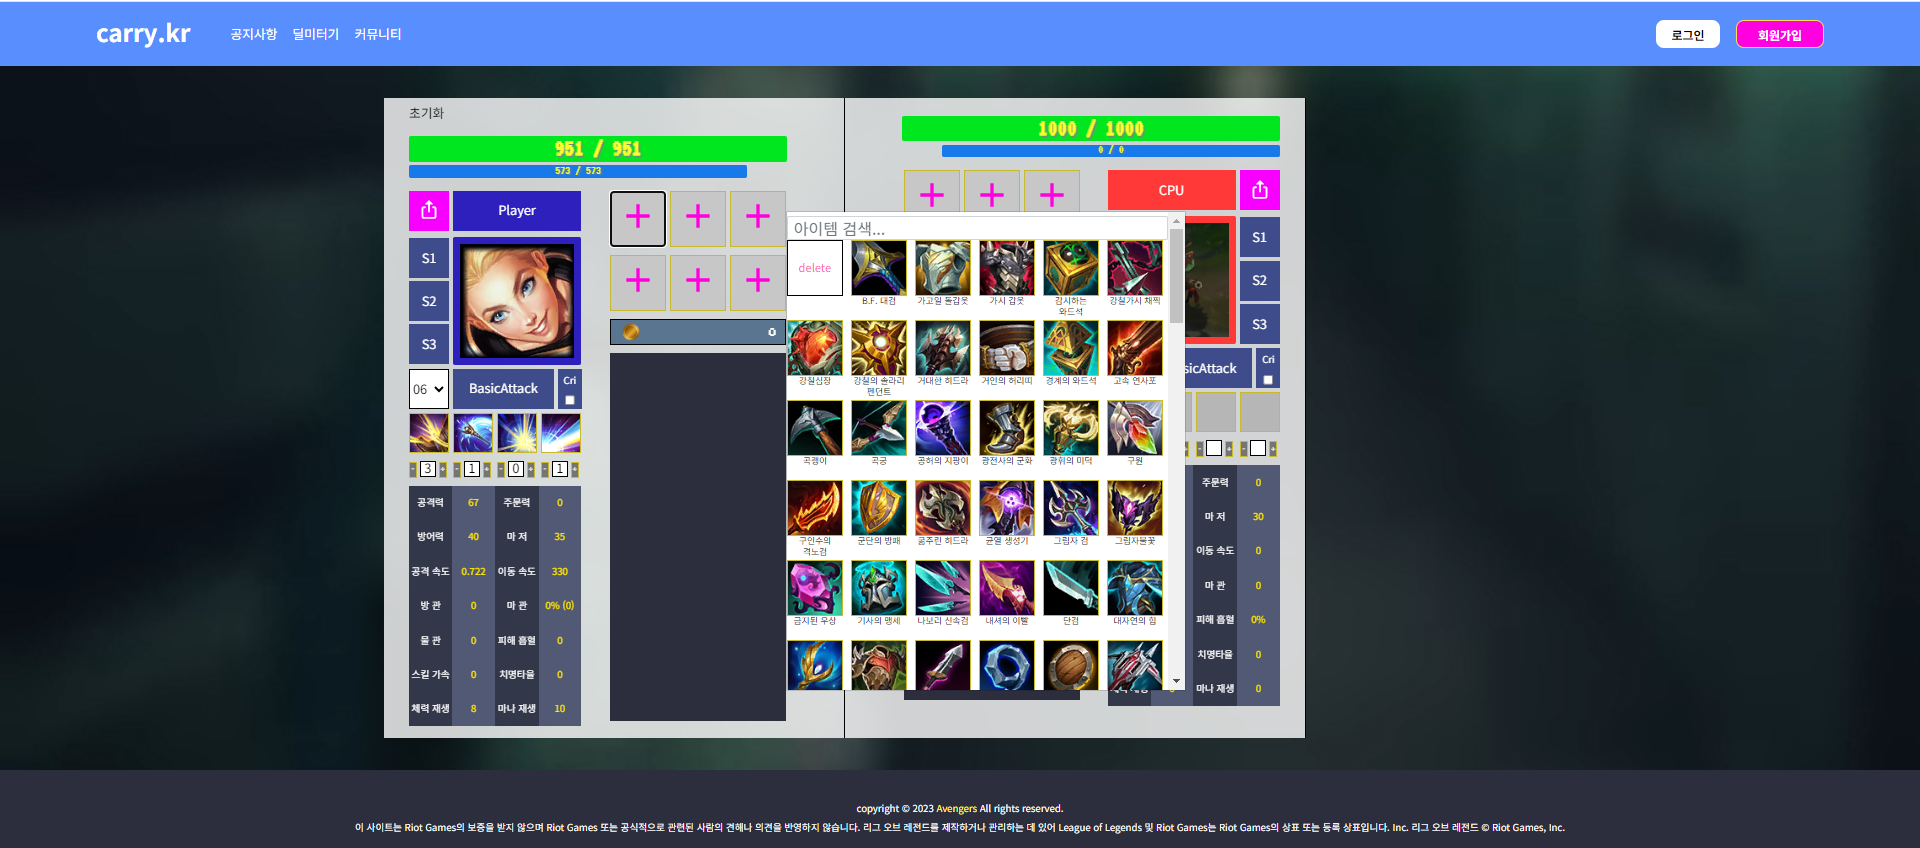 carry.kr 공지사항 딜미터기 커뮤니티 로그인 회원가입
초기화
951 / 951
573 / 573
Player
S1
S2
S3
06 BasicAttack Cri
- 3 + - 1 + - 0 + - 1 +
공격력 67 주문력 0
방어력 40 마 저 35
공격 속도 0.722 이동 속도 330
방 관 0 마 관 0% (0)
물 관 0 피해 흡혈 0
스킬 가속 0 치명타율 0
체력 재생 8 마나 재생 10
0
아이템 검색...
delete B.F. 대검 가고일 돌갑옷 가시 갑옷 감시하는 와드석 강철가시 채찍
강철심장 강철의 솔라리 펜던트 거대한 히드라 거인의 허리띠 경계의 와드석 고속 연사포
곡괭이 곡궁 공허의 지팡이 광전사의 군화 광휘의 미덕 구원
구인수의 격노검 군단의 방패 굶주린 히드라 균열 생성기 그림자 검 그림자불꽃
금지된 우상 기사의 맹세 나보리 신속검 내셔의 이빨 단검 대자연의 힘
1000 / 1000
0 / 0
CPU
S1
S2
S3
sicAttack Cri
- + - +
주문력 0
마 저 30
이동 속도 0
마 관 0
피해 흡혈 0%
치명타율 0
마나 재생 0
copyright © 2023 Avengers All rights reserved.
이 사이트는 Riot Games의 보증을 받지 않으며 Riot Games 또는 공식적으로 관련된 사람의 견해나 의견을 반영하지 않습니다. 리그 오브 레전드를 제작하거나 관리하는 데 있어 League of Legends 및 Riot Games는 Riot Games의 상표 또는 등록 상표입니다. Inc. 리그 오브 레전드 © Riot Games, Inc.